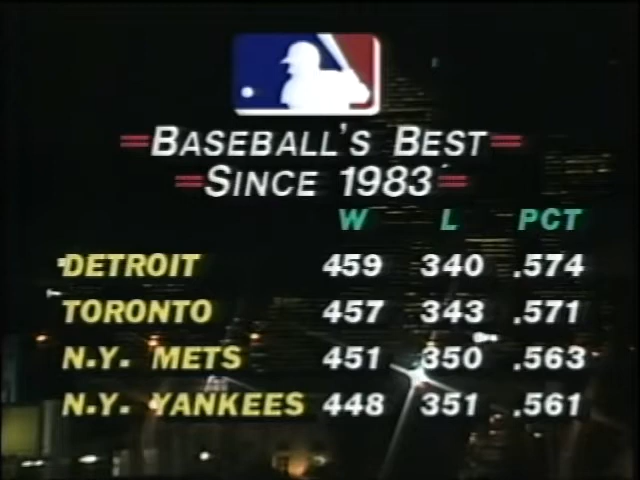 BASEBALL'S BEST
SINCE 1983
W L PCT
DETROIT 459 340 .574
TORONTO 457 343 .571
N.Y. METS 451 350 .563
N.Y. YANKEES 448 351 .561